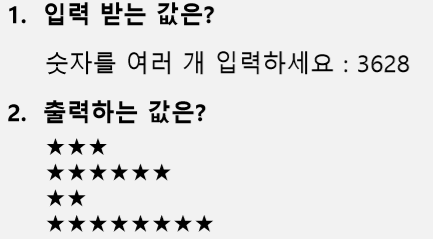 1. 입력 받는 값은?
숫자를 여러 개 입력하세요 : 3628
2. 출력하는 값은?
★★★
★★★★★★
★★
★★★★★★★★